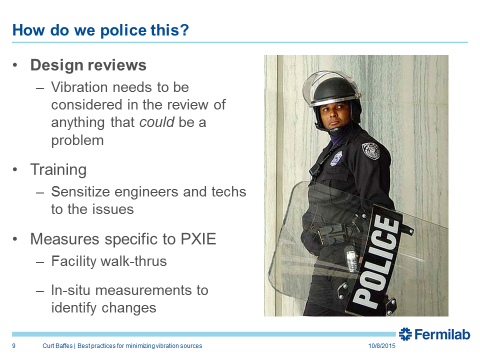 How do we police this?
• Design reviews
– Vibration needs to be
considered in the review of
anything that could be a
problem
• Training
– Sensitize engineers and techs
to the issues
• Measures specific to PXIE
– Facility walk-thrus
– In-situ measurements to
identify changes
POLICE
Fermilab
9 Curt Baffes | Best practices for minimizing vibration sources 10/8/2015